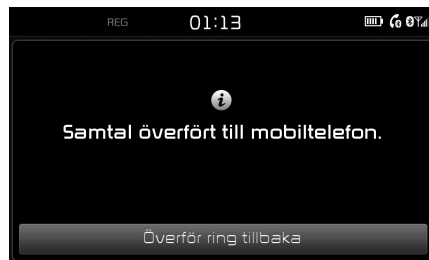 REG 01:13
Samtal överfört till mobiltelefon.
Överför ring tillbaka